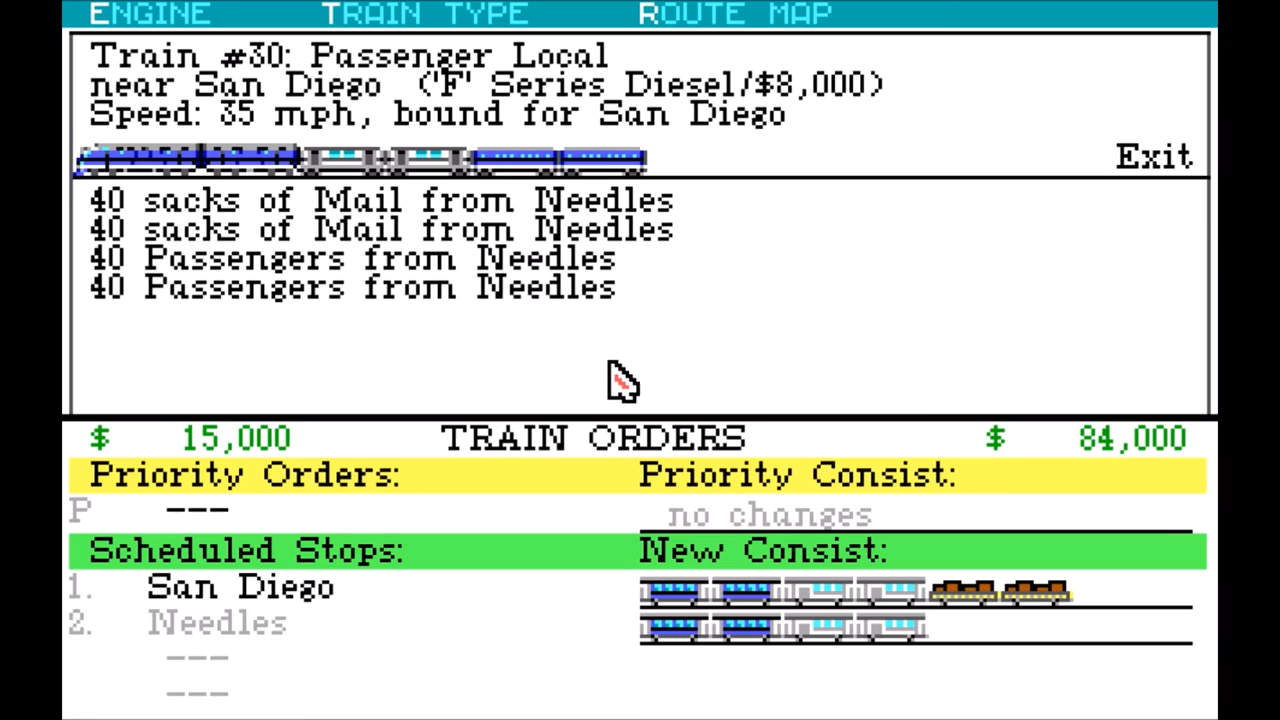 ENGINE TRAIN TYPE ROUTE MAP
Train #30: Passenger Local
near San Diego ('F' Series Diesel/$8,000)
Speed: 35 mph, bound for San Diego
Exit
40 sacks of Mail from Needles
40 sacks of Mail from Needles
40 Passengers from Needles
40 Passengers from Needles
$ 15,000 TRAIN ORDERS $ 84,000
Priority Orders: Priority Consist:
P --- no changes
Scheduled Stops: New Consist:
1. San Diego
2. Needles
---
---